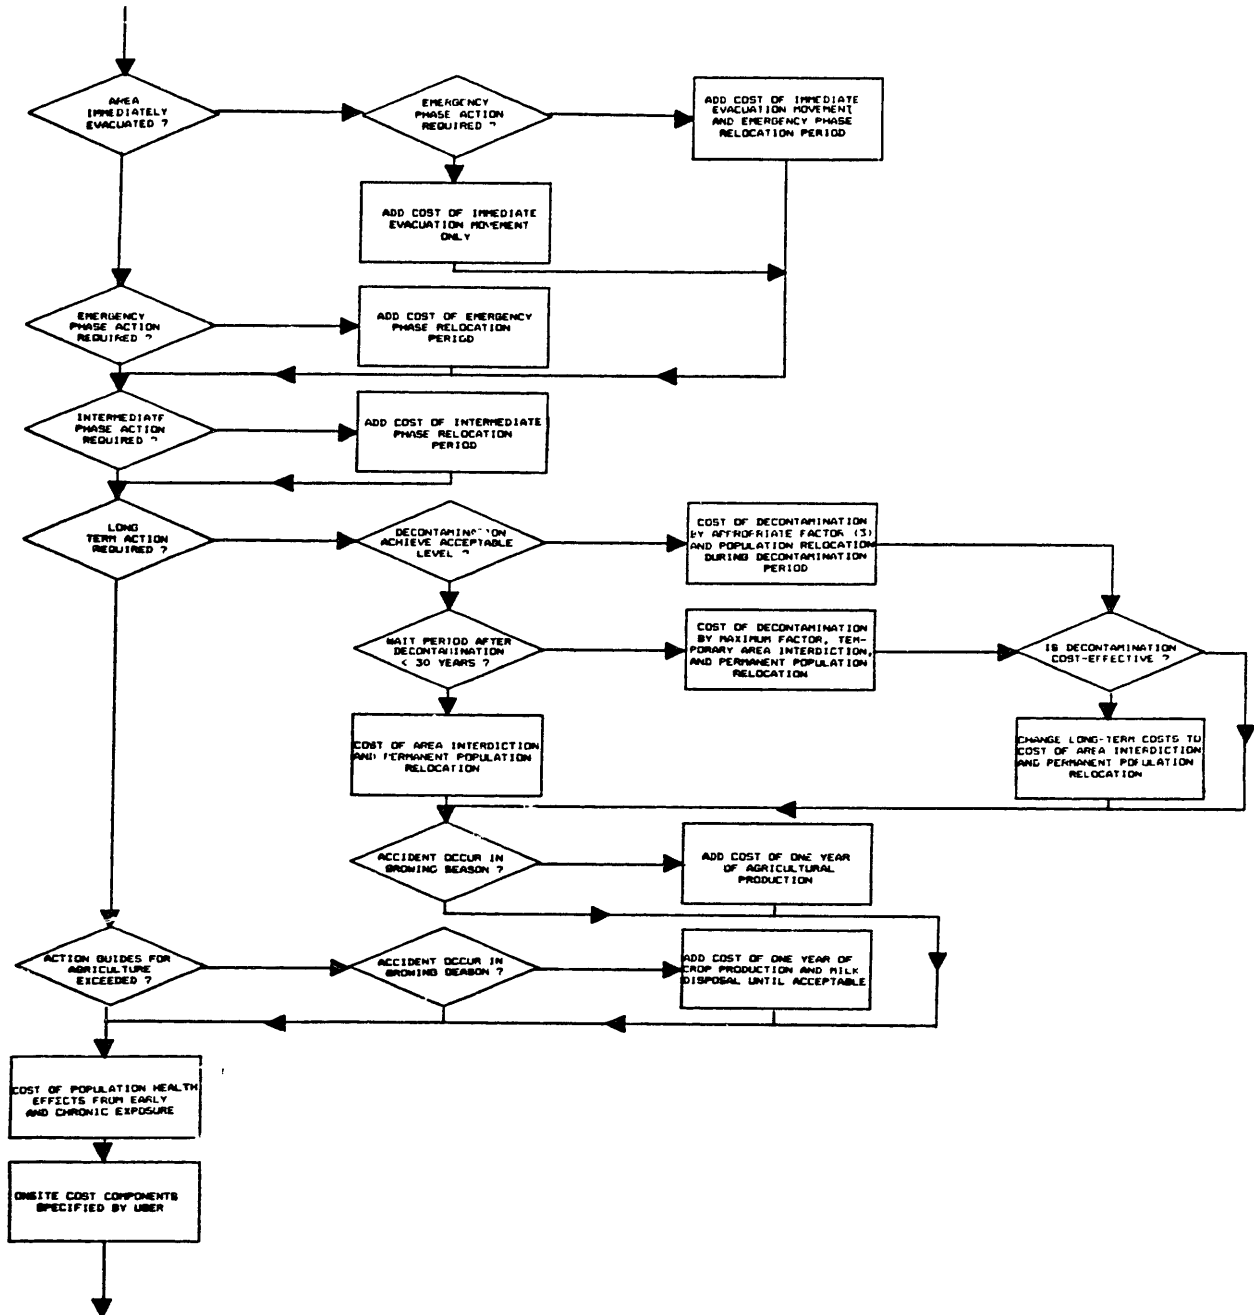 AREA
IMMEDIATELY
EVACUATED ?
EMERGENCY
PHASE ACTION
REQUIRED ?
ADD COST OF IMMEDIATE
EVACUATION MOVEMENT
AND EMERGENCY PHASE
RELOCATION PERIOD
ADD COST OF IMMEDIATE
EVACUATION MOVEMENT
ONLY
EMERGENCY
PHASE ACTION
REQUIRED ?
ADD COST OF EMERGENCY
PHASE RELOCATION
PERIOD
INTERMEDIATE
PHASE ACTION
REQUIRED ?
ADD COST OF INTERMEDIATE
PHASE RELOCATION
PERIOD
LONG
TERM ACTION
REQUIRED ?
DECONTAMINATION
ACHIEVE ACCEPTABLE
LEVEL ?
COST OF DECONTAMINATION
BY APPROPRIATE FACTOR (S)
AND POPULATION RELOCATION
DURING DECONTAMINATION
PERIOD
WAIT PERIOD AFTER
DECONTAMINATION
< 30 YEARS ?
COST OF DECONTAMINATION
BY MAXIMUM FACTOR, TEM-
PORARY AREA INTERDICTION,
AND PERMANENT POPULATION
RELOCATION
IS DECONTAMINATION
COST-EFFECTIVE ?
COST OF AREA INTERDICTION
AND PERMANENT POPULATION
RELOCATION
CHANGE LONG-TERM COSTS TO
COST OF AREA INTERDICTION
AND PERMANENT POPULATION
RELOCATION
ACCIDENT OCCUR IN
GROWING SEASON ?
ADD COST OF ONE YEAR
OF AGRICULTURAL
PRODUCTION
ACTION GUIDES FOR
AGRICULTURE
EXCEEDED ?
ACCIDENT OCCUR IN
GROWING SEASON ?
ADD COST OF ONE YEAR OF
CROP PRODUCTION AND MILK
DISPOSAL UNTIL ACCEPTABLE
COST OF POPULATION HEALTH
EFFECTS FROM EARLY
AND CHRONIC EXPOSURE
ONSITE COST COMPONENTS
SPECIFIED BY USER